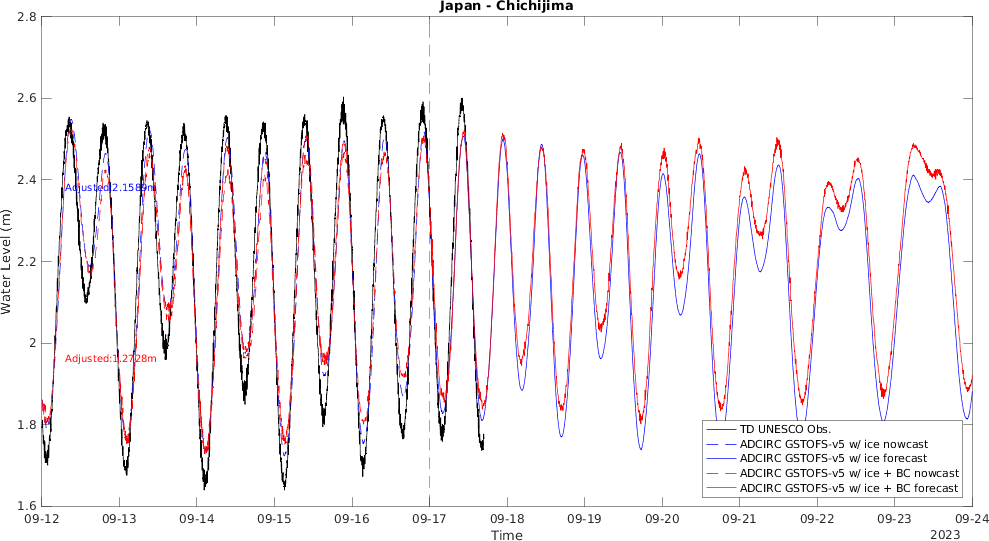 Japan - Chichijima
2.8
2.6
2.4
2.2
2
1.8
1.6
Water Level (m)
Adjusted:2.1589m
Adjusted:1.2728m
TD UNESCO Obs.
ADCIRC GSTOFS-v5 w/ ice nowcast
ADCIRC GSTOFS-v5 w/ ice forecast
ADCIRC GSTOFS-v5 w/ ice + BC nowcast
ADCIRC GSTOFS-v5 w/ ice + BC forecast
09-12 09-13 09-14 09-15 09-16 09-17 09-18 09-19 09-20 09-21 09-22 09-23 09-24
Time
2023